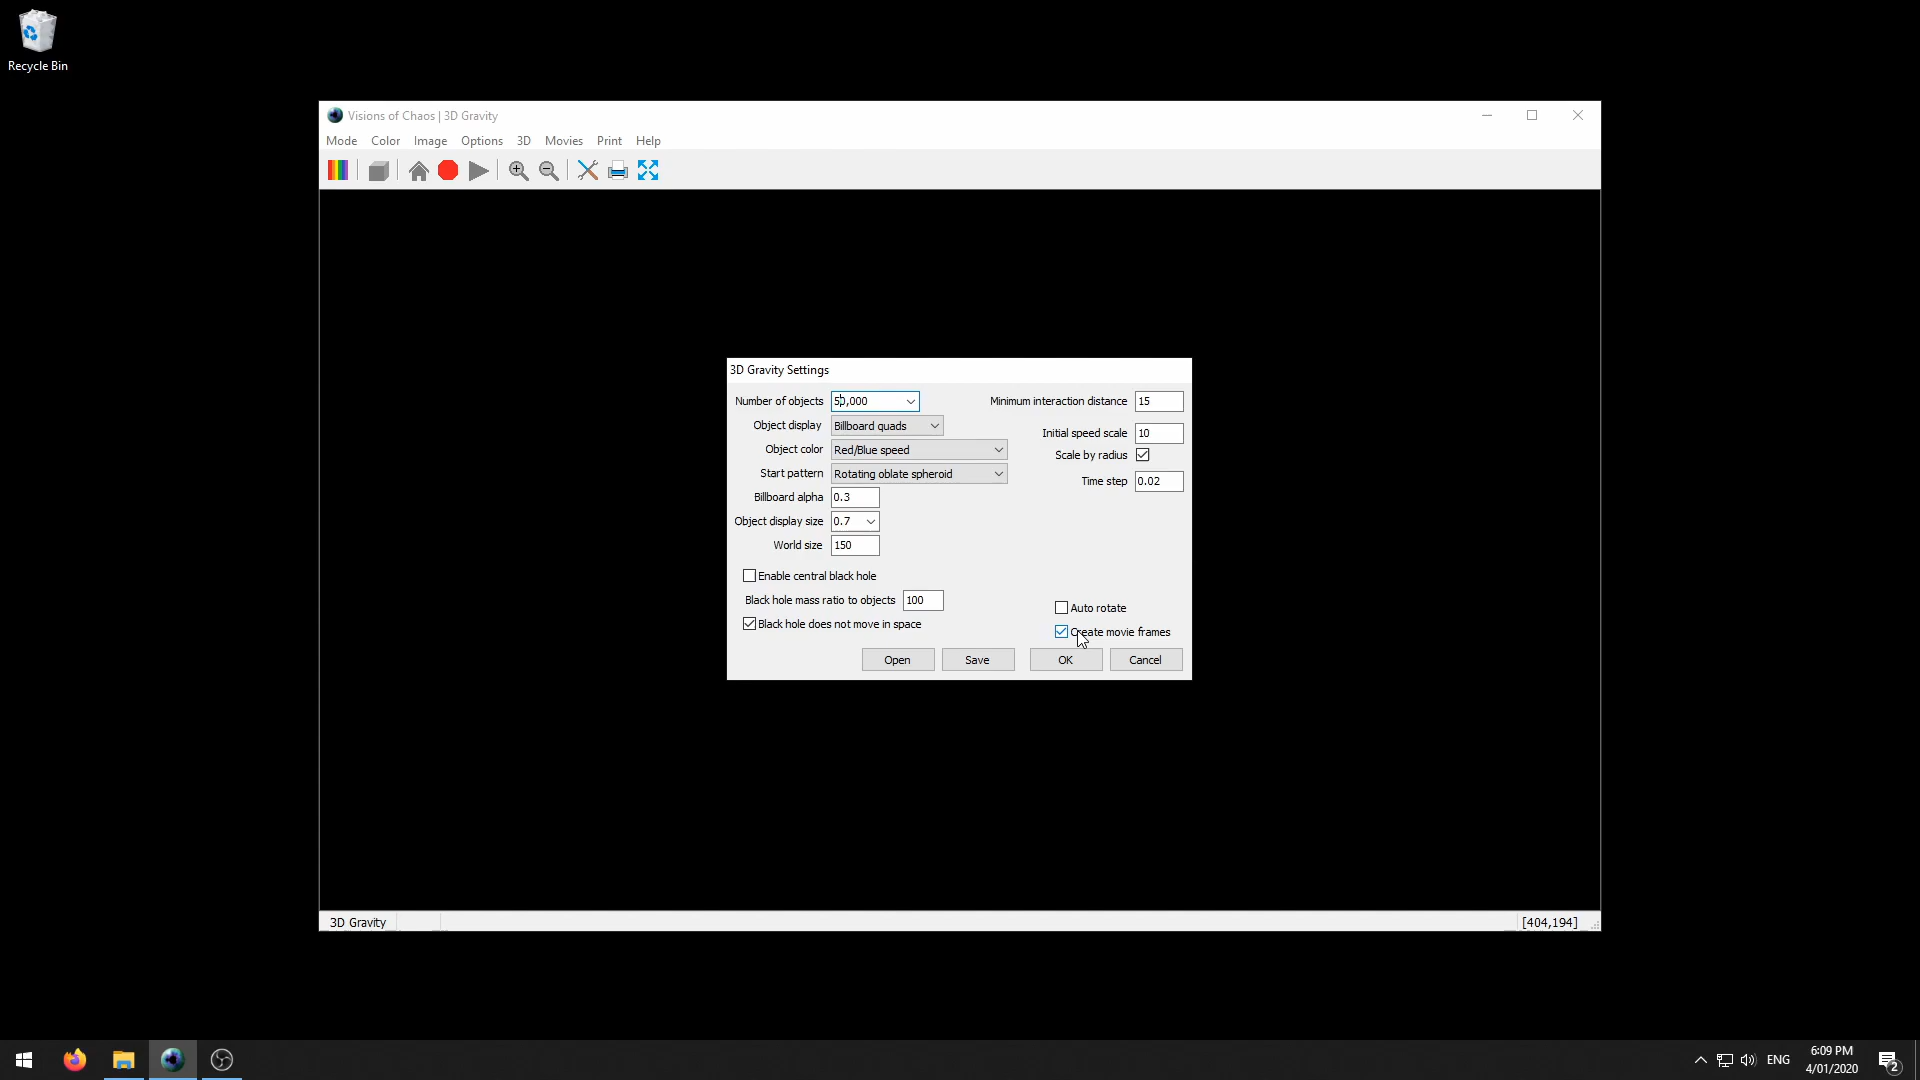 Recycle Bin
Visions of Chaos | 3D Gravity
Mode Color Image Options 3D Movies Print Help
3D Gravity Settings
Number of objects 50,000 Minimum interaction distance 15
Object display Billboard quads
Initial speed scale 10
Object color Red/Blue speed
Scale by radius
Start pattern Rotating oblate spheroid
Time step 0.02
Billboard alpha 0.3
Object display size 0.7
World size 150
Enable central black hole
Black hole mass ratio to objects 100
Auto rotate
Black hole does not move in space
Create movie frames
Open Save OK Cancel
3D Gravity [404,194]
ENG
6:09 PM
4/01/2020
2